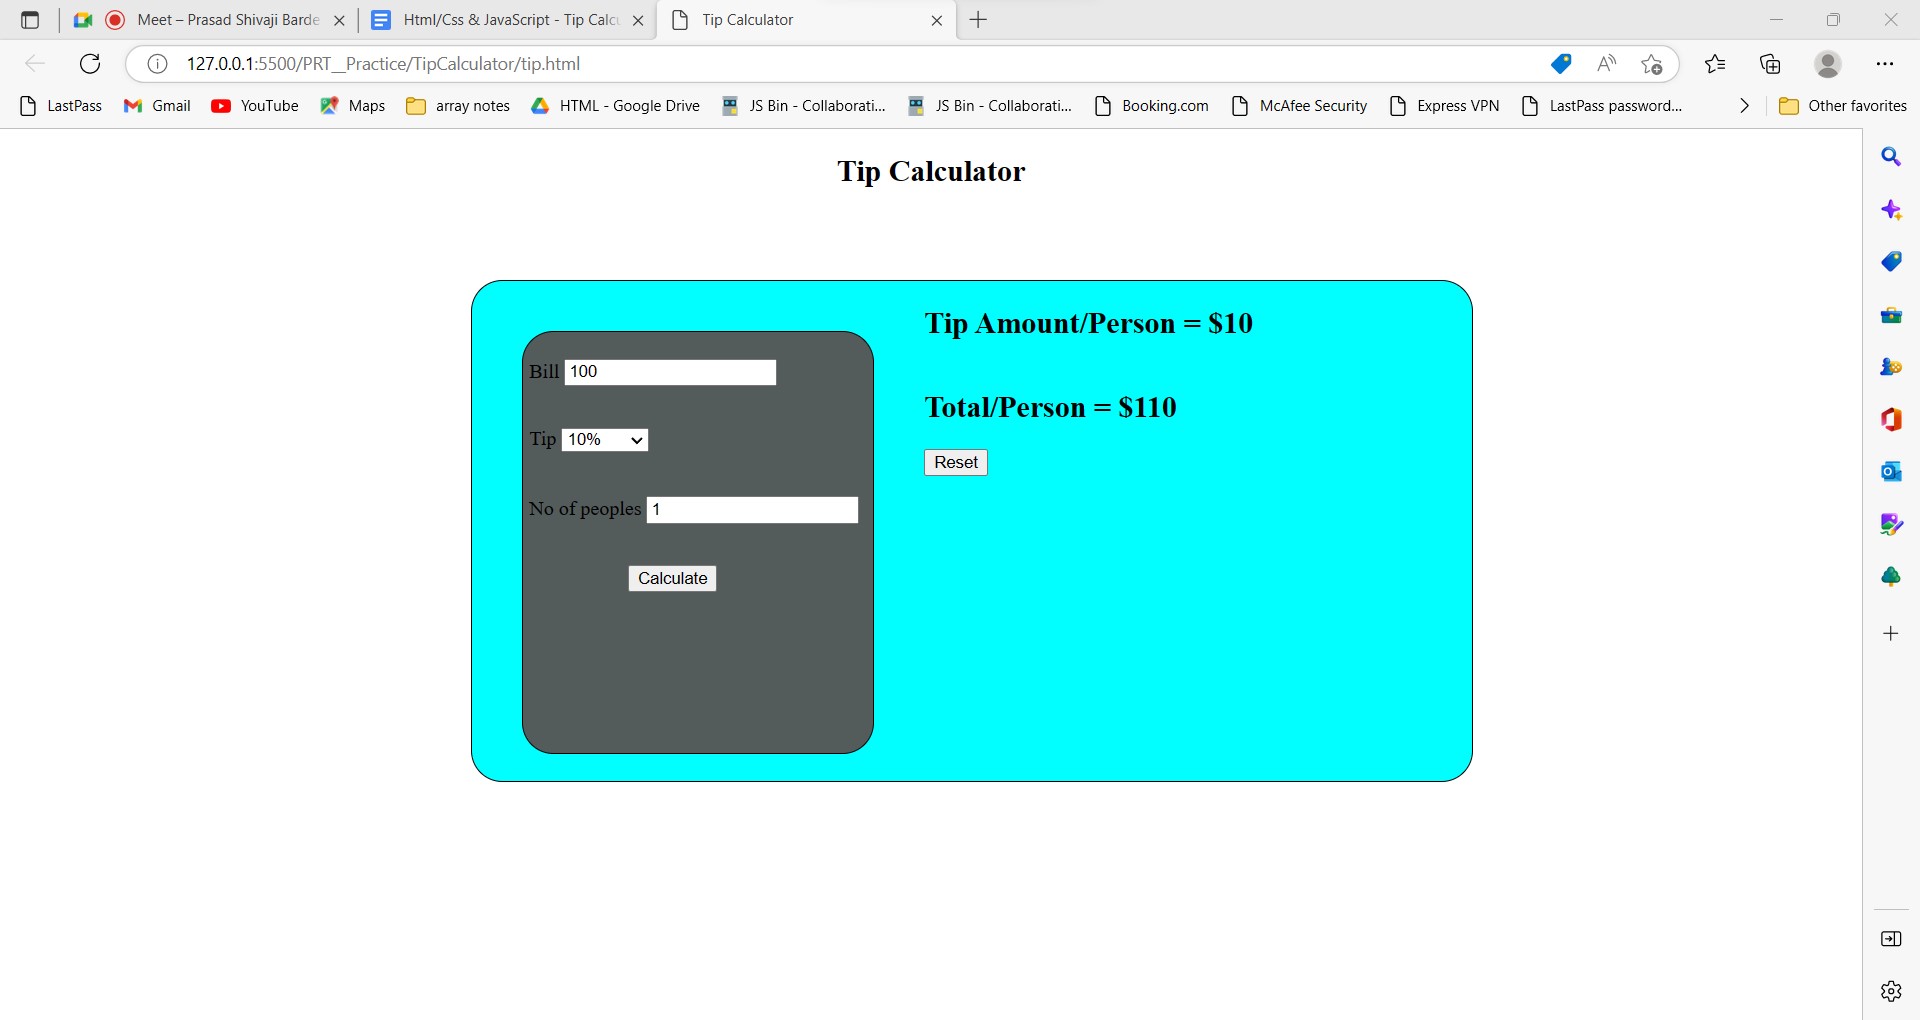 Meet – Prasad Shivaji Barde
Html/Css & JavaScript - Tip Calcu
Tip Calculator
127.0.0.1:5500/PRT__Practice/TipCalculator/tip.html
LastPass
Gmail
YouTube
Maps
array notes
HTML - Google Drive
JS Bin - Collaborati...
JS Bin - Collaborati...
Booking.com
McAfee Security
Express VPN
LastPass password...
Other favorites
Tip Calculator
Bill 100
Tip 10%
No of peoples 1
Calculate
Tip Amount/Person = $10
Total/Person = $110
Reset